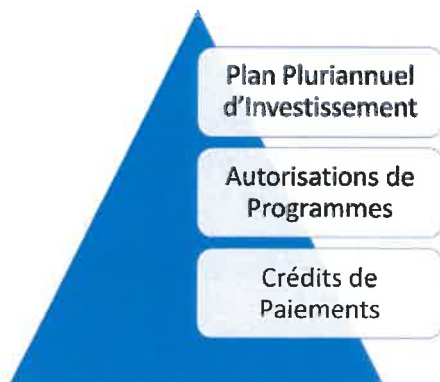 Plan Pluriannuel
d'Investissement
Autorisations de
Programmes
Crédits de
Paiements